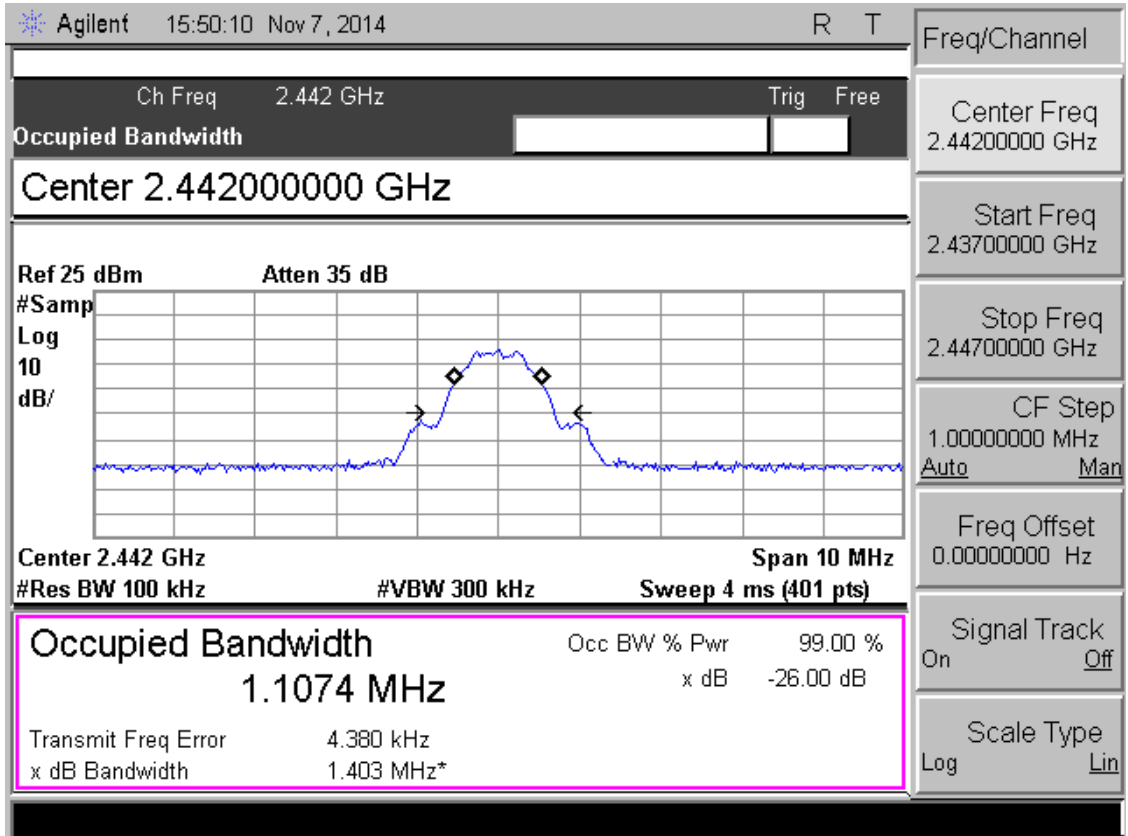 Agilent 15:50:10 Nov 7, 2014 R T
Freq/Channel
Ch Freq 2.442 GHz Trig Free
Occupied Bandwidth
Center 2.442000000 GHz
Ref 25 dBm Atten 35 dB
#Samp
Log
10
dB/
Center 2.442 GHz Span 10 MHz
#Res BW 100 kHz #VBW 300 kHz Sweep 4 ms (401 pts)
Occupied Bandwidth Occ BW % Pwr 99.00 %
1.1074 MHz x dB -26.00 dB
Transmit Freq Error 4.380 kHz
x dB Bandwidth 1.403 MHz*
Center Freq
2.44200000 GHz
Start Freq
2.43700000 GHz
Stop Freq
2.44700000 GHz
CF Step
1.00000000 MHz
Auto Man
Freq Offset
0.00000000 Hz
Signal Track
On Off
Scale Type
Log Lin